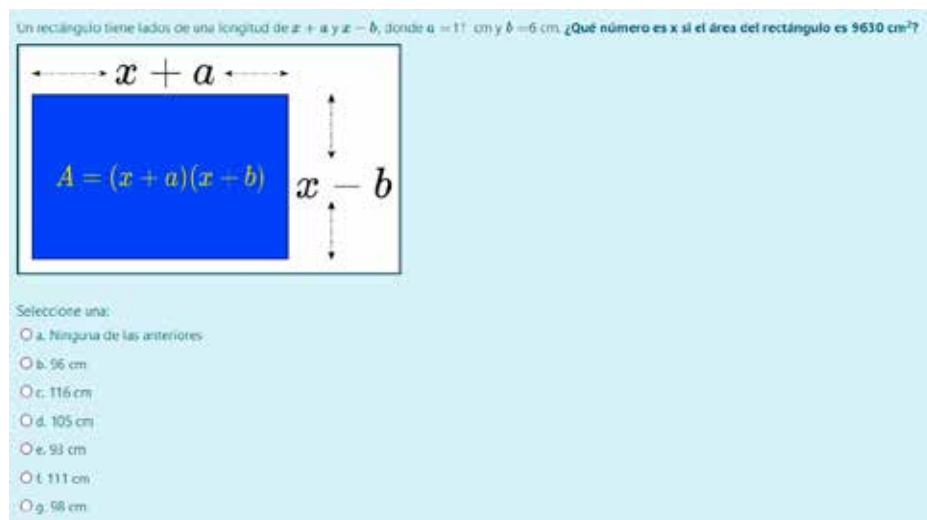 Un rectángulo tiene lados de una longitud de x + a y x − b, donde a =11 cm y b =6 cm. ¿Qué número es x si el área del rectángulo es 9630 cm²?
x + a
A = (x + a)(x − b)
x − b
Seleccione una:
a. Ninguna de las anteriores
b. 96 cm
c. 116 cm
d. 105 cm
e. 93 cm
f. 111 cm
g. 98 cm